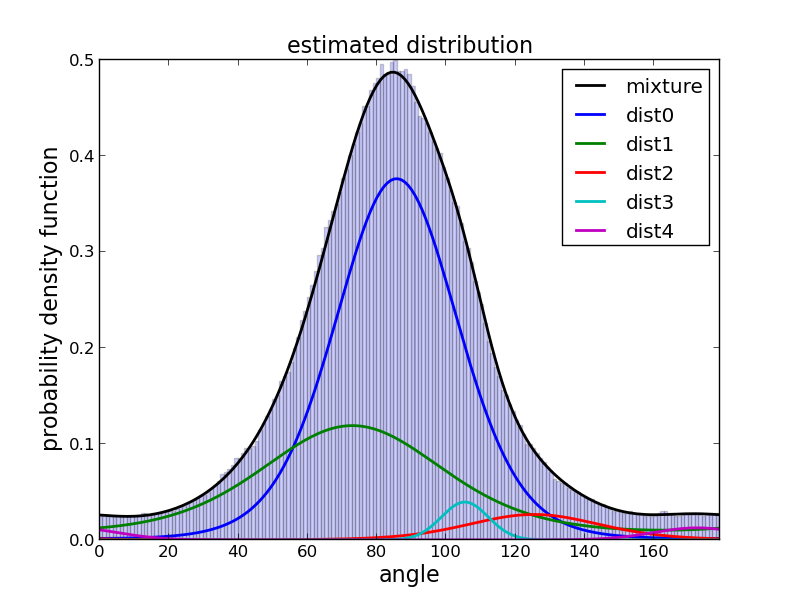 estimated distribution
probability density function
0.5
0.4
0.3
0.2
0.1
0.0
mixture
dist0
dist1
dist2
dist3
dist4
0 20 40 60 80 100 120 140 160
angle